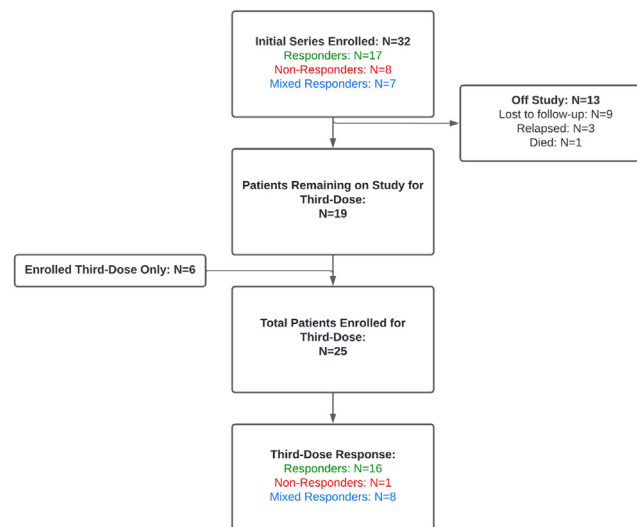 Initial Series Enrolled: N=32
Responders: N=17
Non-Responders: N=8
Mixed Responders: N=7
Off Study: N=13
Lost to follow-up: N=9
Relapsed: N=3
Died: N=1
Patients Remaining on Study for
Third-Dose:
N=19
Enrolled Third-Dose Only: N=6
Total Patients Enrolled for
Third-Dose:
N=25
Third-Dose Response:
Responders: N=16
Non-Responders: N=1
Mixed Responders: N=8